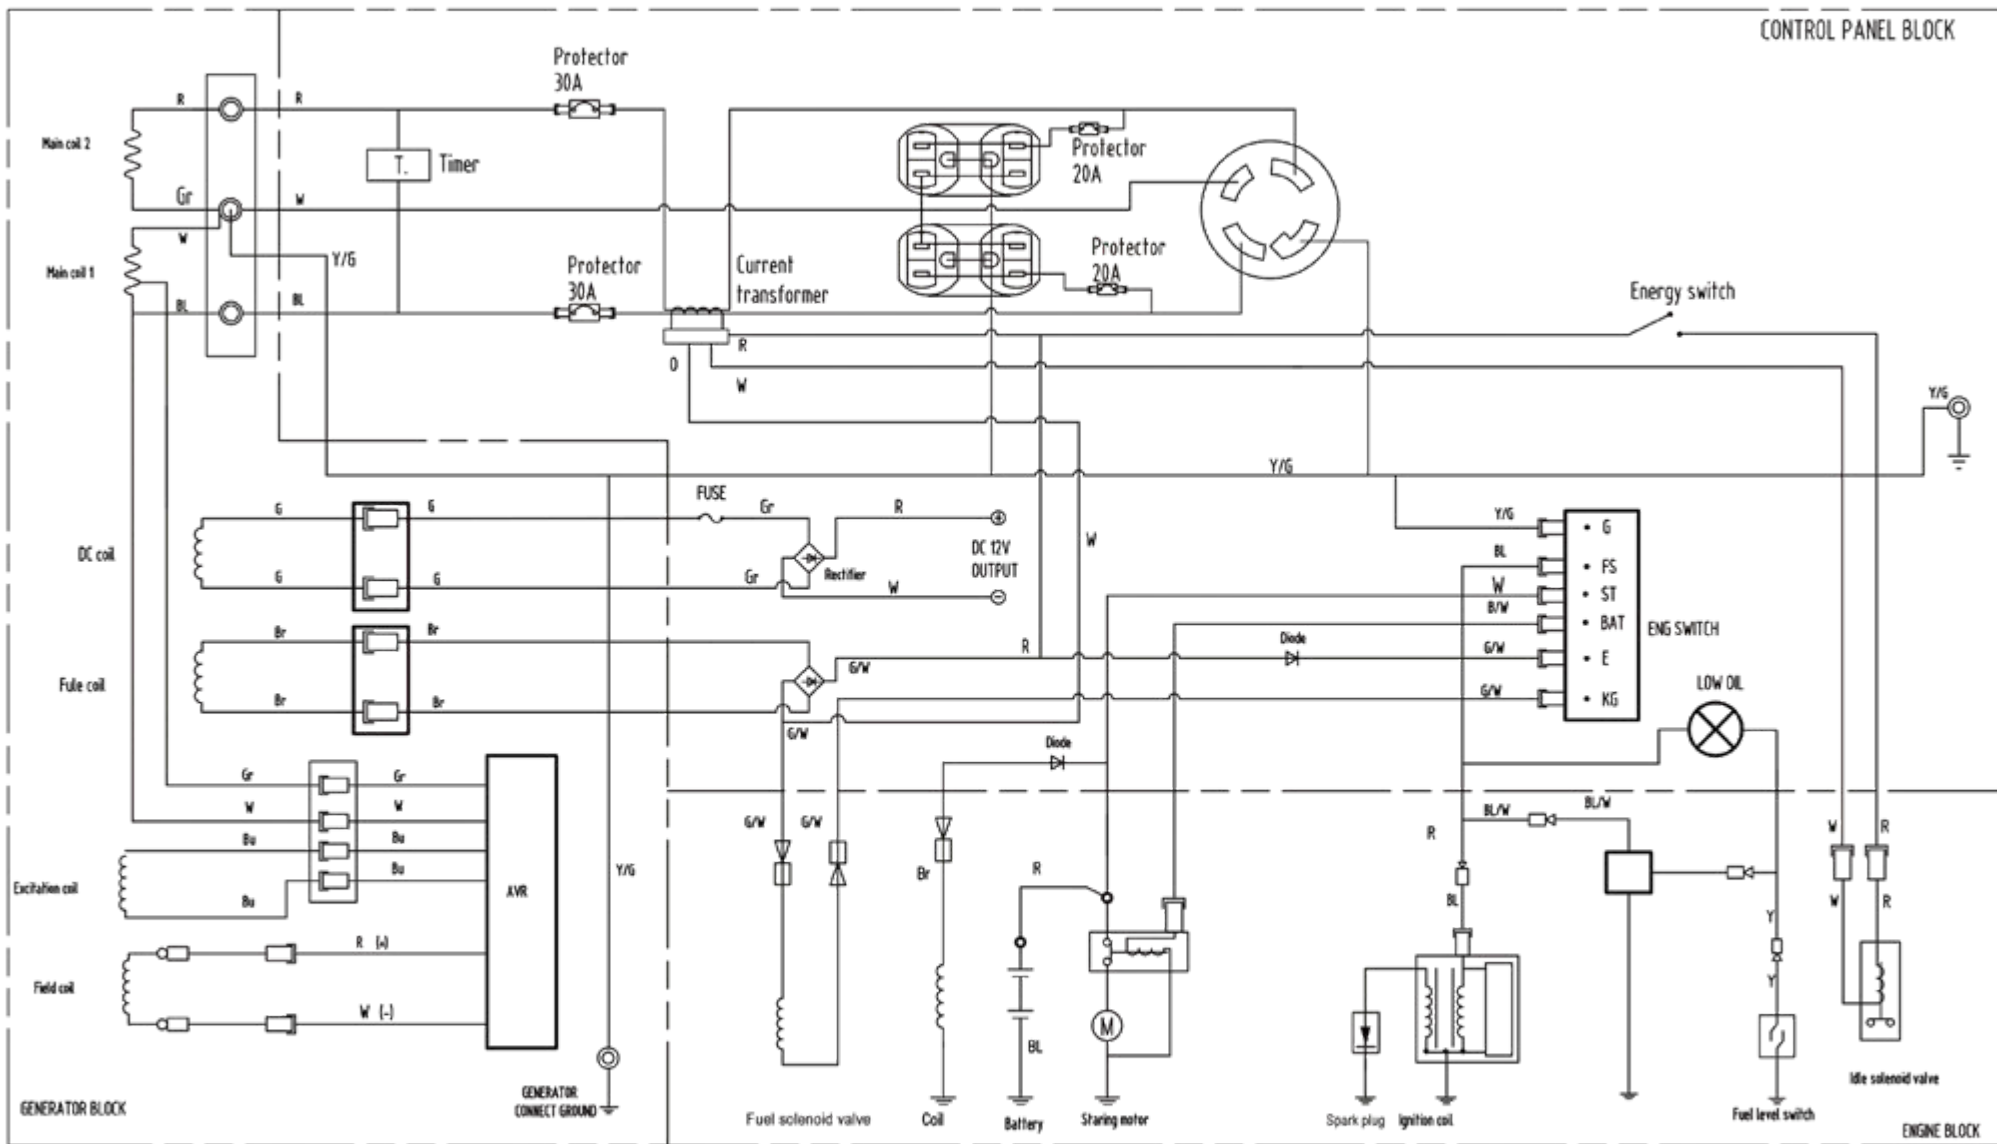 CONTROL PANEL BLOCK
Protector
30A
R
R
Main coil 2
T.
Timer
Protector
20A
Gr
W
W
Main coil 1
Y/G
Protector
30A
Current
transformer
Protector
20A
BL
BL
Energy switch
R
O
W
Y/G
Y/G
FUSE
G
G
Gr
R
DC coil
DC 12V
OUTPUT
W
Rectifier
G
G
Gr
W
Y/G
G
BL
FS
W
ST
B/W
BAT
ENG SWITCH
Br
Br
R
Diode
G/W
G/W
E
Fule coil
LOW OIL
Br
Br
G/W
KG
G/W
Diode
Gr
Gr
W
W
Bu
Bu
Bu
Bu
Excitation coil
AVR
Y/G
G/W
G/W
Br
R
R
BL/W
BL/W
W
R
BL
W
R
Y
Y
R (+)
Field coil
W (-)
M
BL
GENERATOR BLOCK
GENERATOR
CONNECT GROUND
Fuel solenoid valve
Coil
Battery
Staring motor
Spark plug
Ignition coil
Fuel level switch
Idle solenoid valve
ENGINE BLOCK